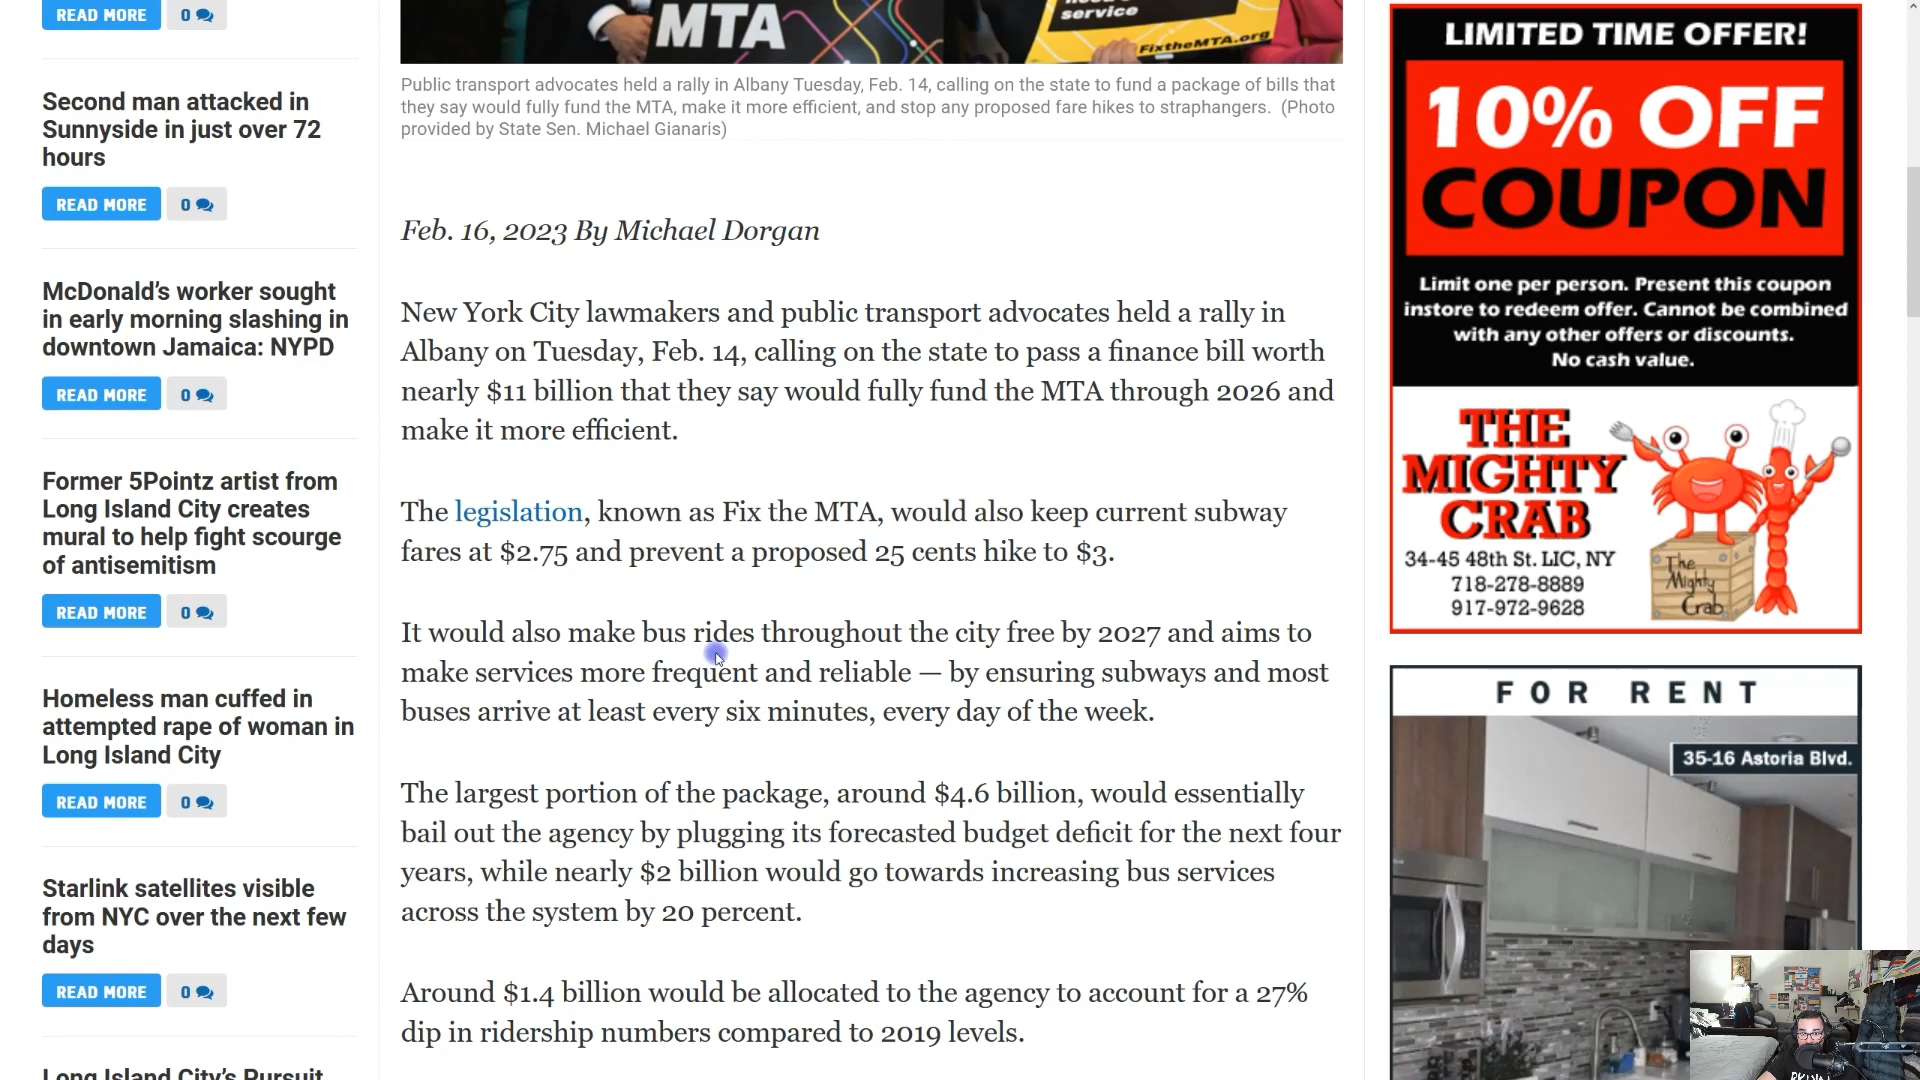 READ MORE
0
Second man attacked in
Sunnyside in just over 72
hours
READ MORE
0
McDonald’s worker sought
in early morning slashing in
downtown Jamaica: NYPD
READ MORE
0
Former 5Pointz artist from
Long Island City creates
mural to help fight scourge
of antisemitism
READ MORE
0
Homeless man cuffed in
attempted rape of woman in
Long Island City
READ MORE
0
Starlink satellites visible
from NYC over the next few
days
READ MORE
0
Long Island City’s Pursuit
MTA
service
FixtheMTA.org
Public transport advocates held a rally in Albany Tuesday, Feb. 14, calling on the state to fund a package of bills that
they say would fully fund the MTA, make it more efficient, and stop any proposed fare hikes to straphangers. (Photo
provided by State Sen. Michael Gianaris)
Feb. 16, 2023 By Michael Dorgan
New York City lawmakers and public transport advocates held a rally in
Albany on Tuesday, Feb. 14, calling on the state to pass a finance bill worth
nearly $11 billion that they say would fully fund the MTA through 2026 and
make it more efficient.
The legislation, known as Fix the MTA, would also keep current subway
fares at $2.75 and prevent a proposed 25 cents hike to $3.
It would also make bus rides throughout the city free by 2027 and aims to
make services more frequent and reliable — by ensuring subways and most
buses arrive at least every six minutes, every day of the week.
The largest portion of the package, around $4.6 billion, would essentially
bail out the agency by plugging its forecasted budget deficit for the next four
years, while nearly $2 billion would go towards increasing bus services
across the system by 20 percent.
Around $1.4 billion would be allocated to the agency to account for a 27%
dip in ridership numbers compared to 2019 levels.
LIMITED TIME OFFER!
10% OFF
COUPON
Limit one per person. Present this coupon
instore to redeem offer. Cannot be combined
with any other offers or discounts.
No cash value.
THE
MIGHTY
CRAB
34-45 48th St. LIC, NY
718-278-8889
917-972-9628
The
Mighty
Crab
FOR RENT
35-16 Astoria Blvd.